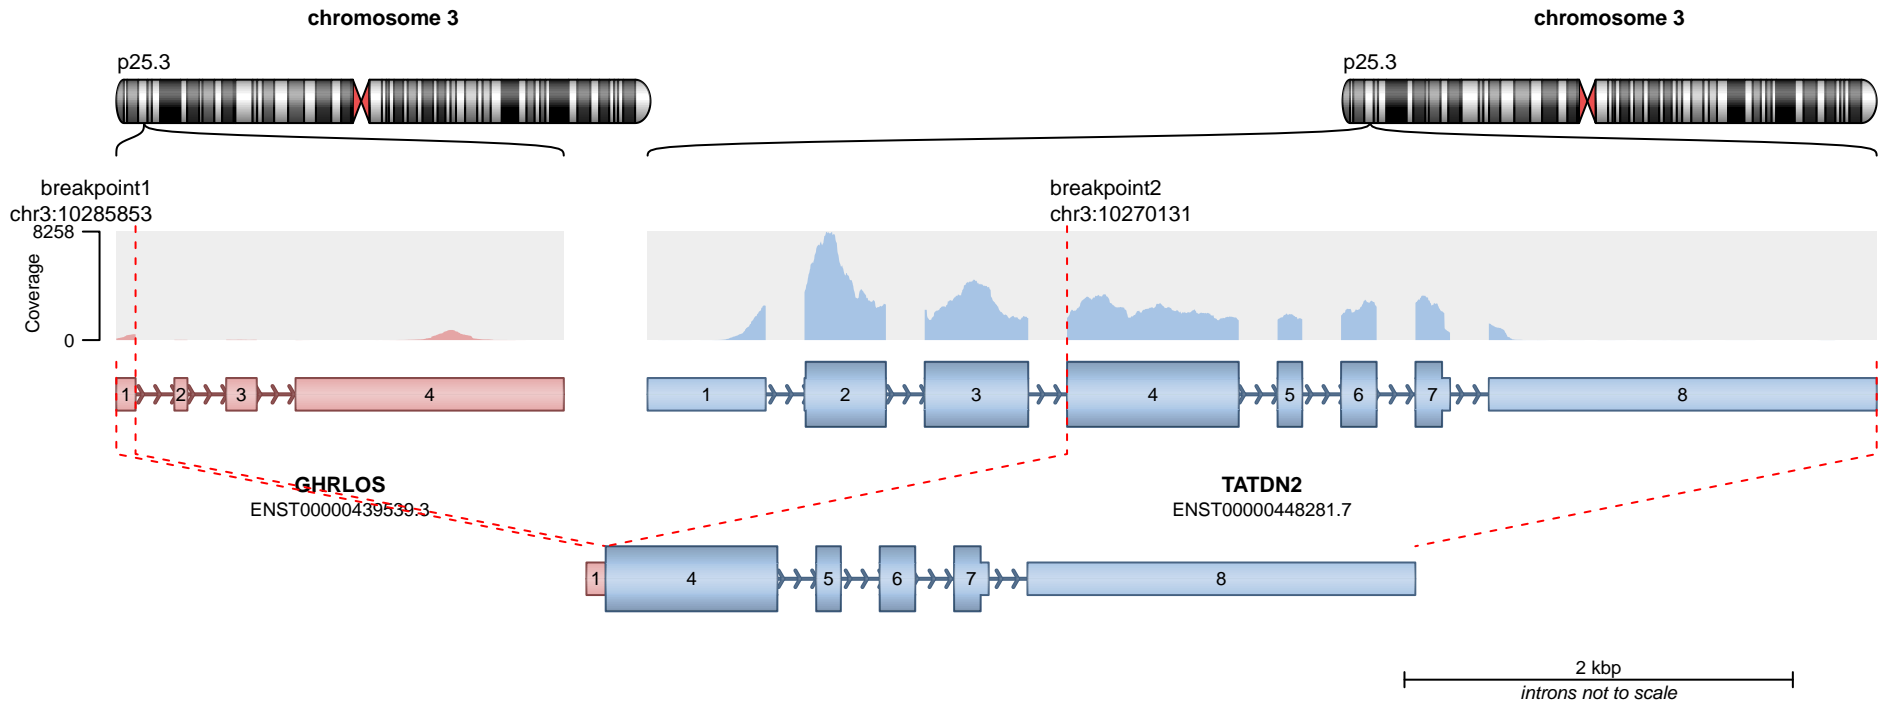 chromosome 3
chromosome 3
p25.3
p25.3
breakpoint1
chr3:10285853
breakpoint2
chr3:10270131
8258
0
Coverage
1 2 3 4
1 2 3 4 5 6 7 8
GHRLOS
ENST00000439539.3
TATDN2
ENST00000448281.7
1 4 5 6 7 8
2 kbp
introns not to scale